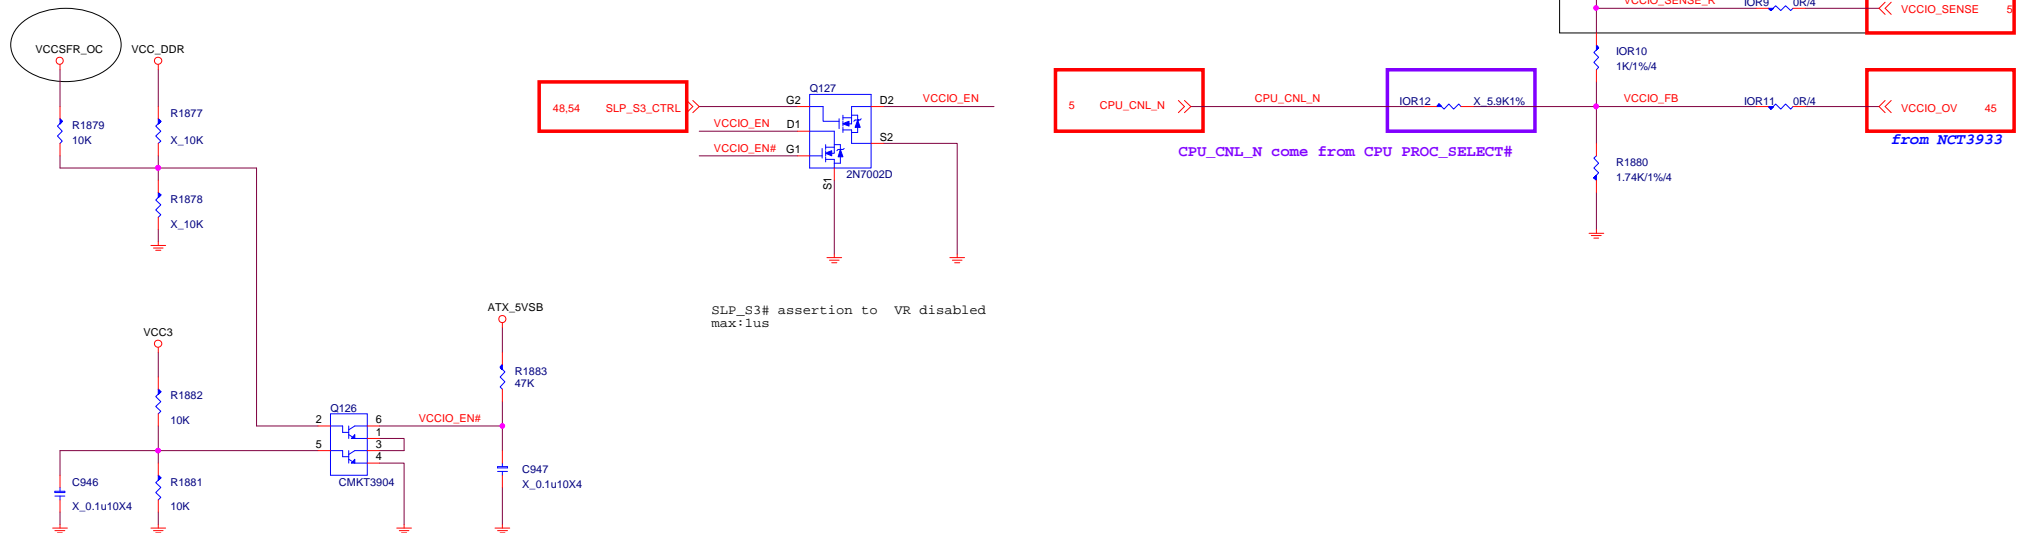 VCCSFR_OC
VCC_DDR
R1879
10K
R1877
X_10K
R1878
X_10K
VCC3
R1882
10K
R1881
10K
C946
X_0.1u10X4
Q126
2
5
6
1
3
4
CMKT3904
VCCIO_EN#
ATX_5VSB
R1883
47K
C947
X_0.1u10X4
48,54 SLP_S3_CTRL
VCCIO_EN
VCCIO_EN#
Q127
G2
D1
G1
S1
D2
S2
2N7002D
VCCIO_EN
SLP_S3# assertion to VR disabled
max:1us
5 CPU_CNL_N
CPU_CNL_N
IOR12 X_5.9K1%
CPU_CNL_N come from CPU PROC_SELECT#
VCCIO_SENSE_R
IOR9 0R/4
VCCIO_SENSE 5
IOR10
1K/1%/4
VCCIO_FB
IOR11 0R/4
VCCIO_OV 45
from NCT3933
R1880
1.74K/1%/4